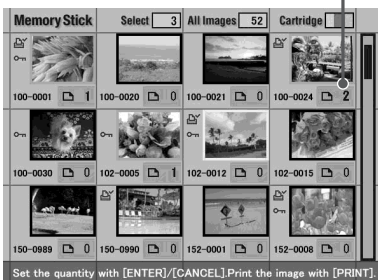 Memory Stick Select 3 All Images 52 Cartridge
100-0001 1 100-0020 0 100-0021 0 100-0024 2
100-0030 0 102-0005 1 102-0012 0 102-0015 0
150-0989 0 150-0990 0 152-0001 0 152-0008 0
Set the quantity with [ENTER]/[CANCEL].Print the image with [PRINT].